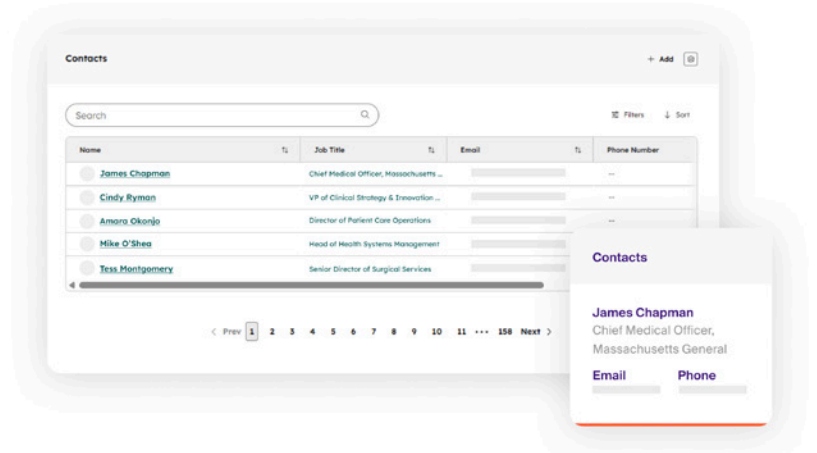 Contacts
+ Add
Search
Filters
↓ Sort
Name
Job Title
Email
Phone Number
James Chapman
Chief Medical Officer, Massachusetts ...
--
Cindy Ryman
VP of Clinical Strategy & Innovation ...
--
Amara Okonjo
Director of Patient Care Operations
--
Mike O'Shea
Head of Health Systems Management
Tess Montgomery
Senior Director of Surgical Services
< Prev 1 2 3 4 5 6 7 8 9 10 11 ··· 158 Next >
Contacts
James Chapman
Chief Medical Officer,
Massachusetts General
Email Phone